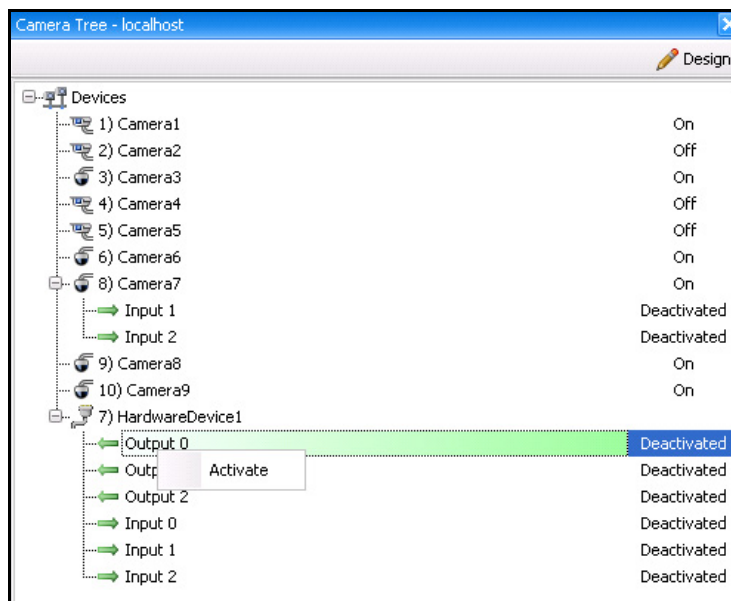 Camera Tree - localhost
Design
Devices
1) Camera1 On
2) Camera2 Off
3) Camera3 On
4) Camera4 Off
5) Camera5 Off
6) Camera6 On
8) Camera7 On
Input 1 Deactivated
Input 2 Deactivated
9) Camera8 On
10) Camera9 On
7) HardwareDevice1
Output 0 Deactivated
Activate Deactivated
Output 2 Deactivated
Input 0 Deactivated
Input 1 Deactivated
Input 2 Deactivated